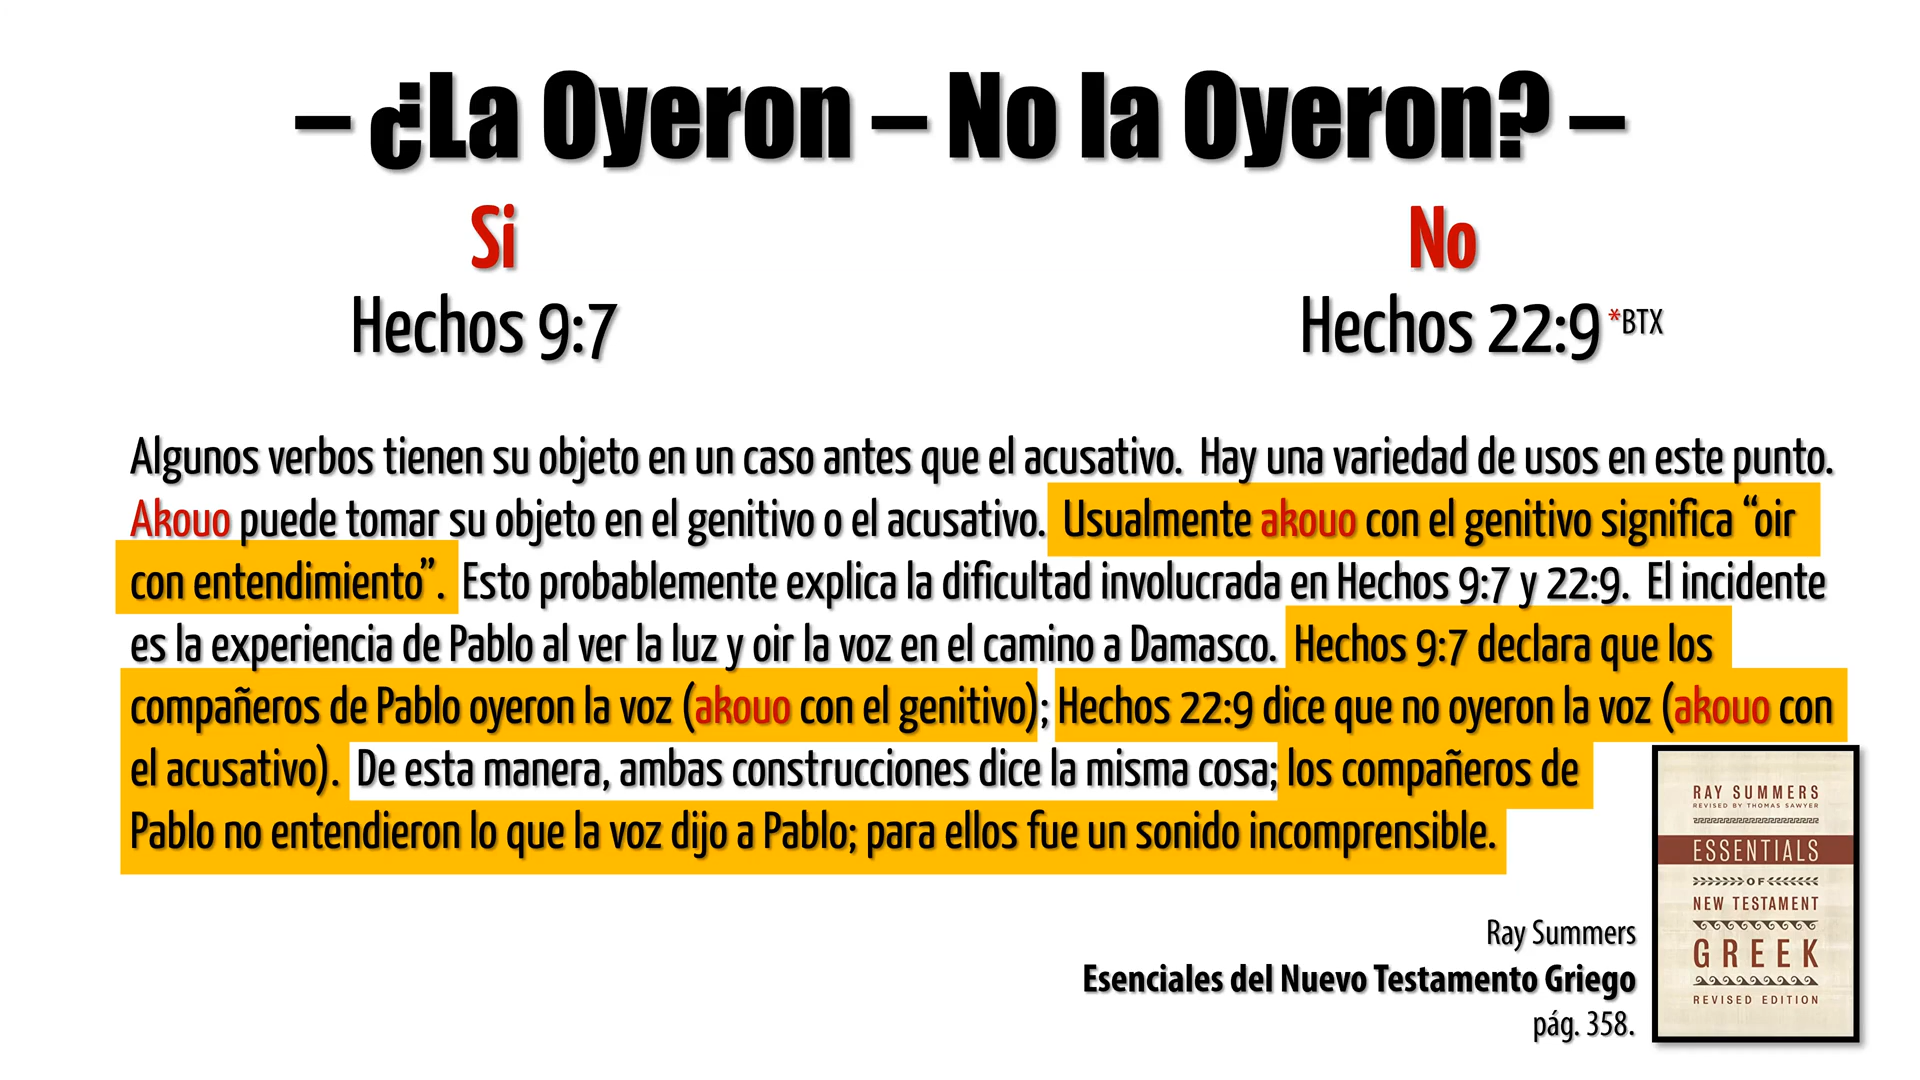 – ¿La Oyeron – No la Oyeron? –
Si
No
Hechos 9:7
Hechos 22:9 *BTX
Algunos verbos tienen su objeto en un caso antes que el acusativo. Hay una variedad de usos en este punto.
Akouo puede tomar su objeto en el genitivo o el acusativo. Usualmente akouo con el genitivo significa “oir
con entendimiento”. Esto probablemente explica la dificultad involucrada en Hechos 9:7 y 22:9. El incidente
es la experiencia de Pablo al ver la luz y oir la voz en el camino a Damasco. Hechos 9:7 declara que los
compañeros de Pablo oyeron la voz (akouo con el genitivo); Hechos 22:9 dice que no oyeron la voz (akouo con
el acusativo). De esta manera, ambas construcciones dice la misma cosa; los compañeros de
Pablo no entendieron lo que la voz dijo a Pablo; para ellos fue un sonido incomprensible.
Ray Summers
Esenciales del Nuevo Testamento Griego
pág. 358.
RAY SUMMERS
REVISED BY THOMAS SAWYER
ESSENTIALS
OF
NEW TESTAMENT
GREEK
REVISED EDITION